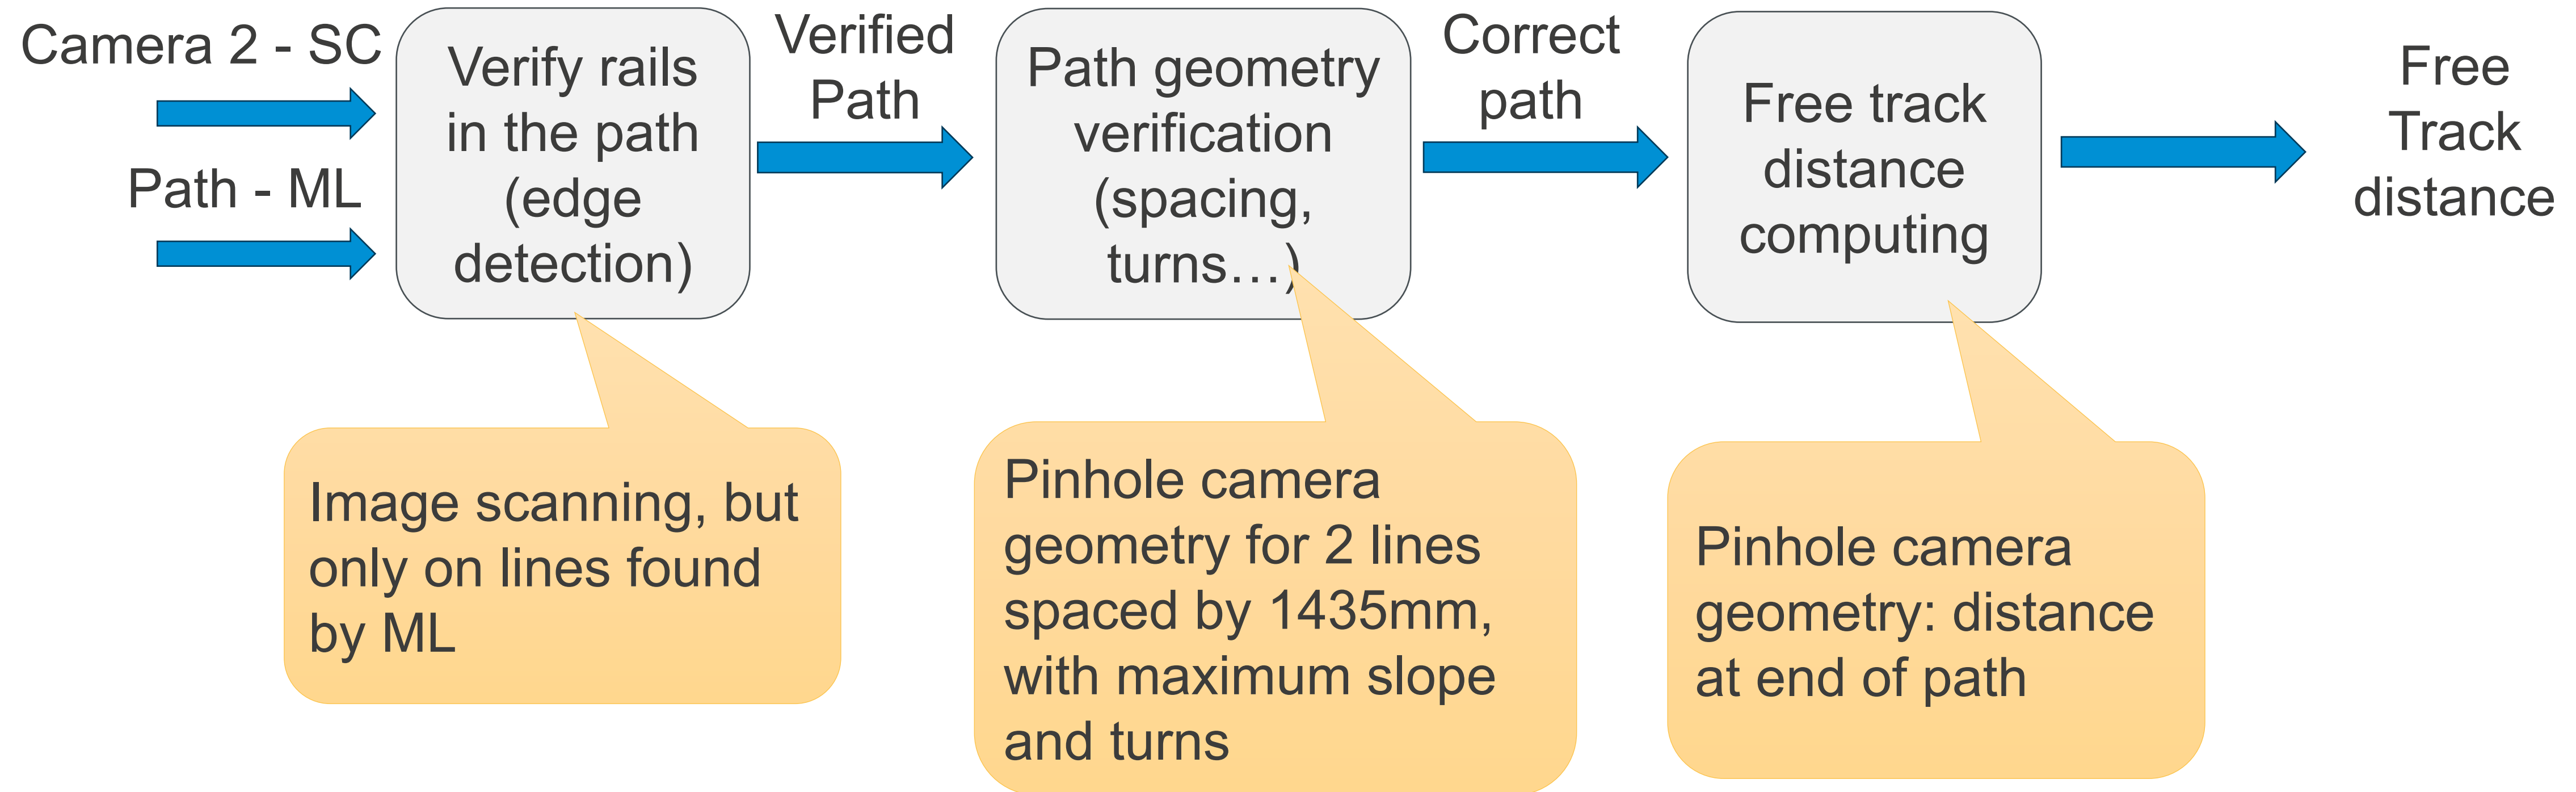 Camera 2 - SC
Path - ML
Verify rails
in the path
(edge
detection)
Verified
Path
Path geometry
verification
(spacing,
turns…)
Correct
path
Free track
distance
computing
Free
Track
distance
Image scanning, but
only on lines found
by ML
Pinhole camera
geometry for 2 lines
spaced by 1435mm,
with maximum slope
and turns
Pinhole camera
geometry: distance
at end of path